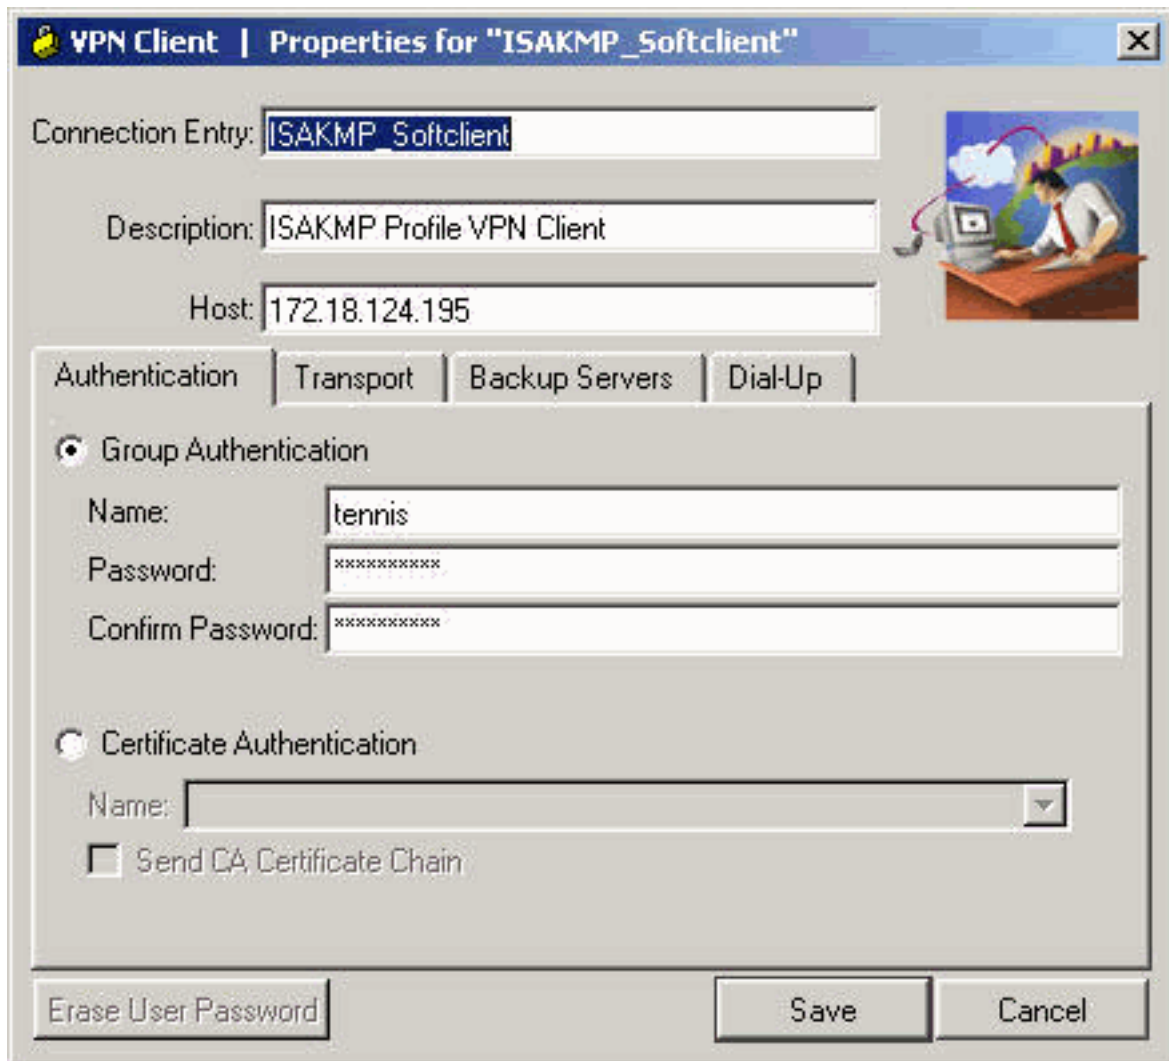 VPN Client | Properties for "ISAKMP_Softclient"
Connection Entry: ISAKMP_Softclient
Description: ISAKMP Profile VPN Client
Host: 172.18.124.195
Authentication Transport Backup Servers Dial-Up
Group Authentication
Name: tennis
Password: **********
Confirm Password: **********
Certificate Authentication
Name:
Send CA Certificate Chain
Erase User Password Save Cancel